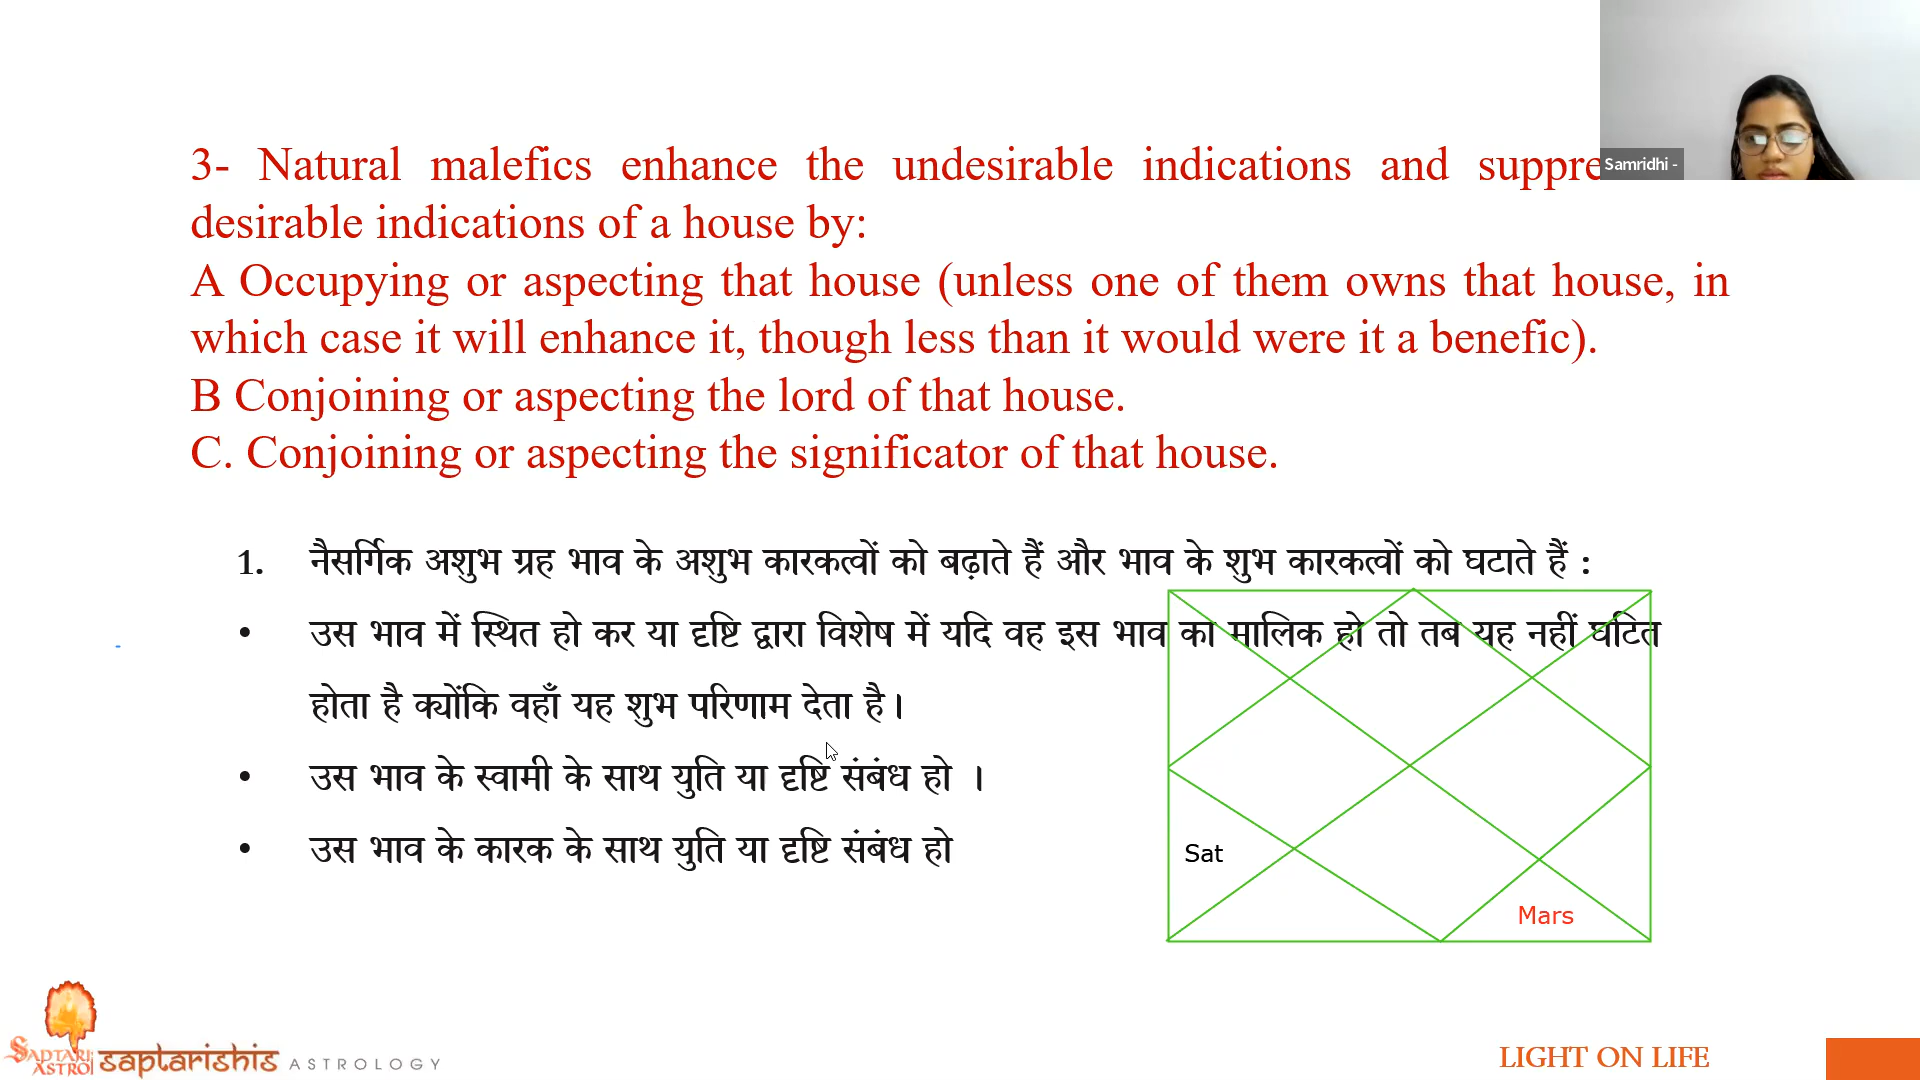 3- Natural malefics enhance the undesirable indications and
desirable indications of a house by:
A Occupying or aspecting that house (unless one of them owns that house, in
which case it will enhance it, though less than it would were it a benefic).
B Conjoining or aspecting the lord of that house.
C. Conjoining or aspecting the significator of that house.
Samridhi -
1. नैसर्गिक अशुभ ग्रह भाव के अशुभ कारकत्वों को बढ़ाते हैं और भाव के शुभ कारकत्वों को घटाते हैं :
• उस भाव में स्थित हो कर या दृष्टि द्वारा विशेष में यदि वह इस भाव का मालिक हो तो तब यह नहीं घटित
होता है क्योंकि वहाँ यह शुभ परिणाम देता है।
• उस भाव के स्वामी के साथ युति या दृष्टि संबंध हो ।
• उस भाव के कारक के साथ युति या दृष्टि संबंध हो
Sat
Mars
saptarishis ASTROLOGY
LIGHT ON LIFE